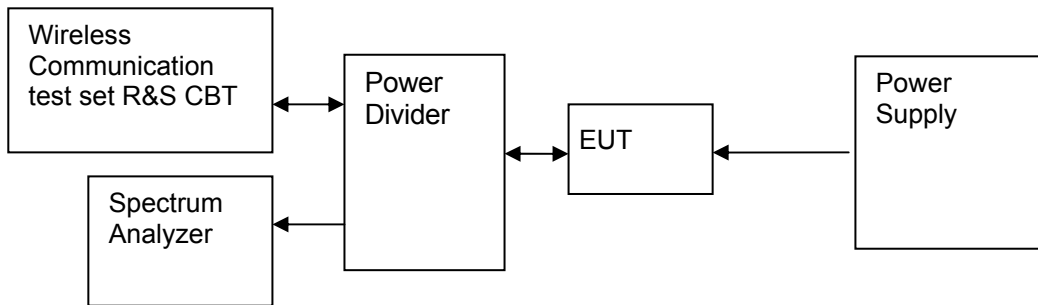 Wireless
Communication
test set R&S CBT
Power
Divider
EUT
Power
Supply
Spectrum
Analyzer